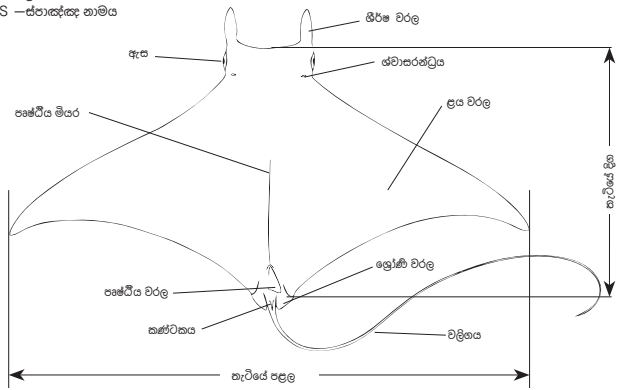 S – ස්පාඤ්ඤ නාමය
ශීර්ෂ වරල
ඇස
ශ්වාසරන්ධ්‍රය
ළය වරල
පෘෂ්ඨීය මියර
තැටියේ දිග
ශ්‍රෝණී වරල
පෘෂ්ඨීය වරල
කණ්ටකය
වලිගය
තැටියේ පළල